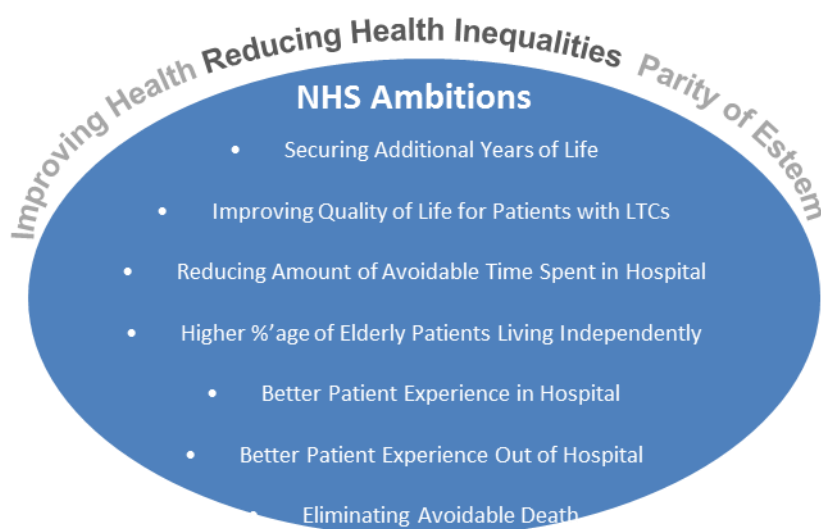 Improving Health Reducing Health Inequalities Parity of Esteem
NHS Ambitions
• Securing Additional Years of Life
• Improving Quality of Life for Patients with LTCs
• Reducing Amount of Avoidable Time Spent in Hospital
• Higher %’age of Elderly Patients Living Independently
• Better Patient Experience in Hospital
• Better Patient Experience Out of Hospital
• Eliminating Avoidable Death